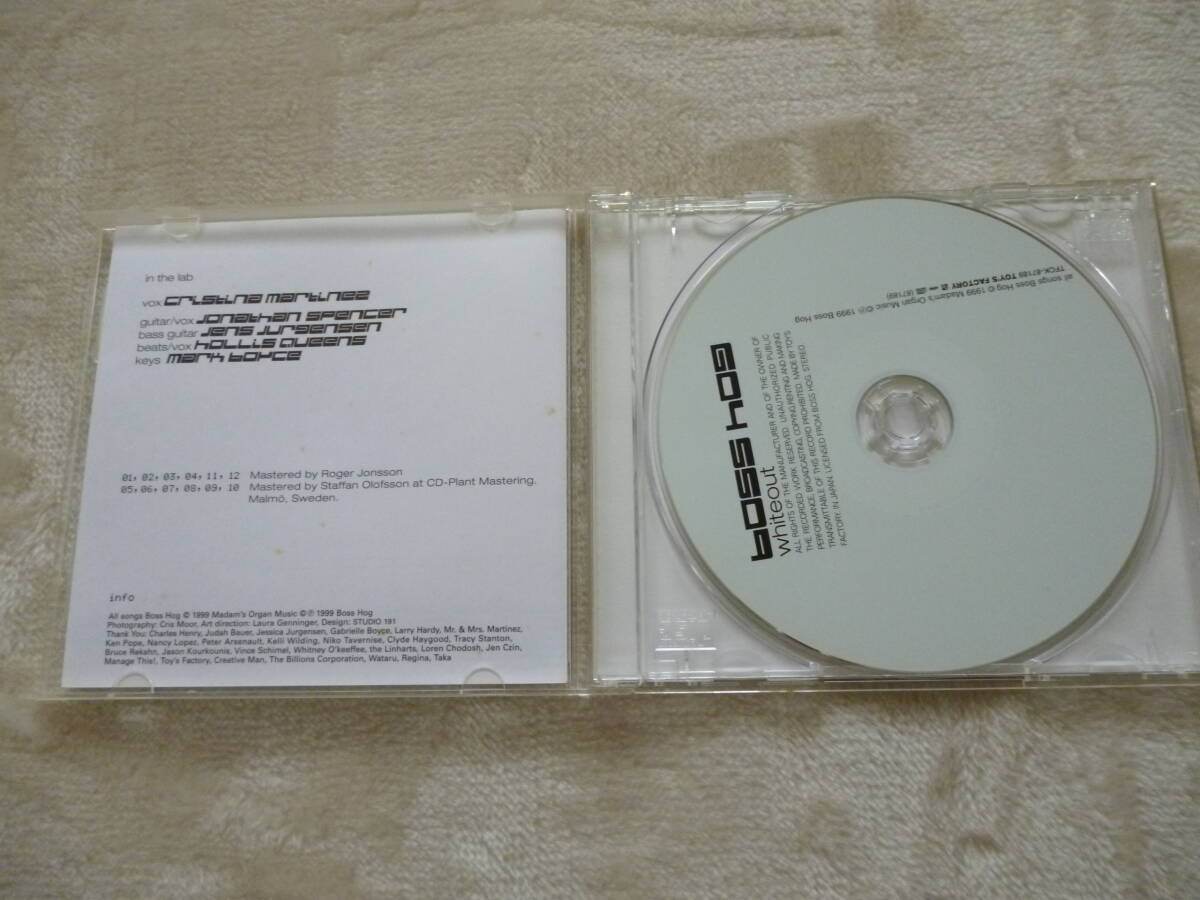 in the lab
vox cristina martinez
guitar/vox jonathan spencer
bass guitar jens jurgensen
beats/vox hollis queens
keys mark boyce
01, 02, 03, 04, 11, 12 Mastered by Roger Jonsson
05, 06, 07, 08, 09, 10 Mastered by Staffan Olofsson at CD-Plant Mastering.
Malmö, Sweden.
info
All songs Boss Hog © 1999 Madam's Organ Music ©℗ 1999 Boss Hog
Photography: Cris Moor, Art direction: Laura Genninger, Design: STUDIO 191
Thank You: Charles Henry, Judah Bauer, Jessica Jurgensen, Gabrielle Boyce, Larry Hardy, Mr. & Mrs. Martinez,
Ken Pope, Nancy Lopez, Peter Arsenault, Kelli Wilding, Niko Tavernise, Clyde Haygood, Tracy Stanton,
Bruce Rekahn, Jason Kourkounis, Vince Schimel, Whitney O'keeffee, the Linharts, Loren Chodosh, Jen Czin,
Manage This!, Toy's Factory, Creative Man, The Billions Corporation, Wataru, Regina, Taka
boss hog
whiteout
ALL RIGHTS OF THE MANUFACTURER AND OF THE OWNER OF
THE RECORDED WORK RESERVED. UNAUTHORIZED PUBLIC
PERFORMANCE BROADCASTING, COPYING, RENTING AND MAKING
TRANSMITTABLE OF THIS RECORD PROHIBITED. MADE BY TOY'S
FACTORY. IN JAPAN. LICENSED FROM BOSS HOG. STEREO
all songs Boss Hog © 1999 Madam's Organ Music ©℗ 1999 Boss Hog
TFCK-87189 TOY'S FACTORY (87189)